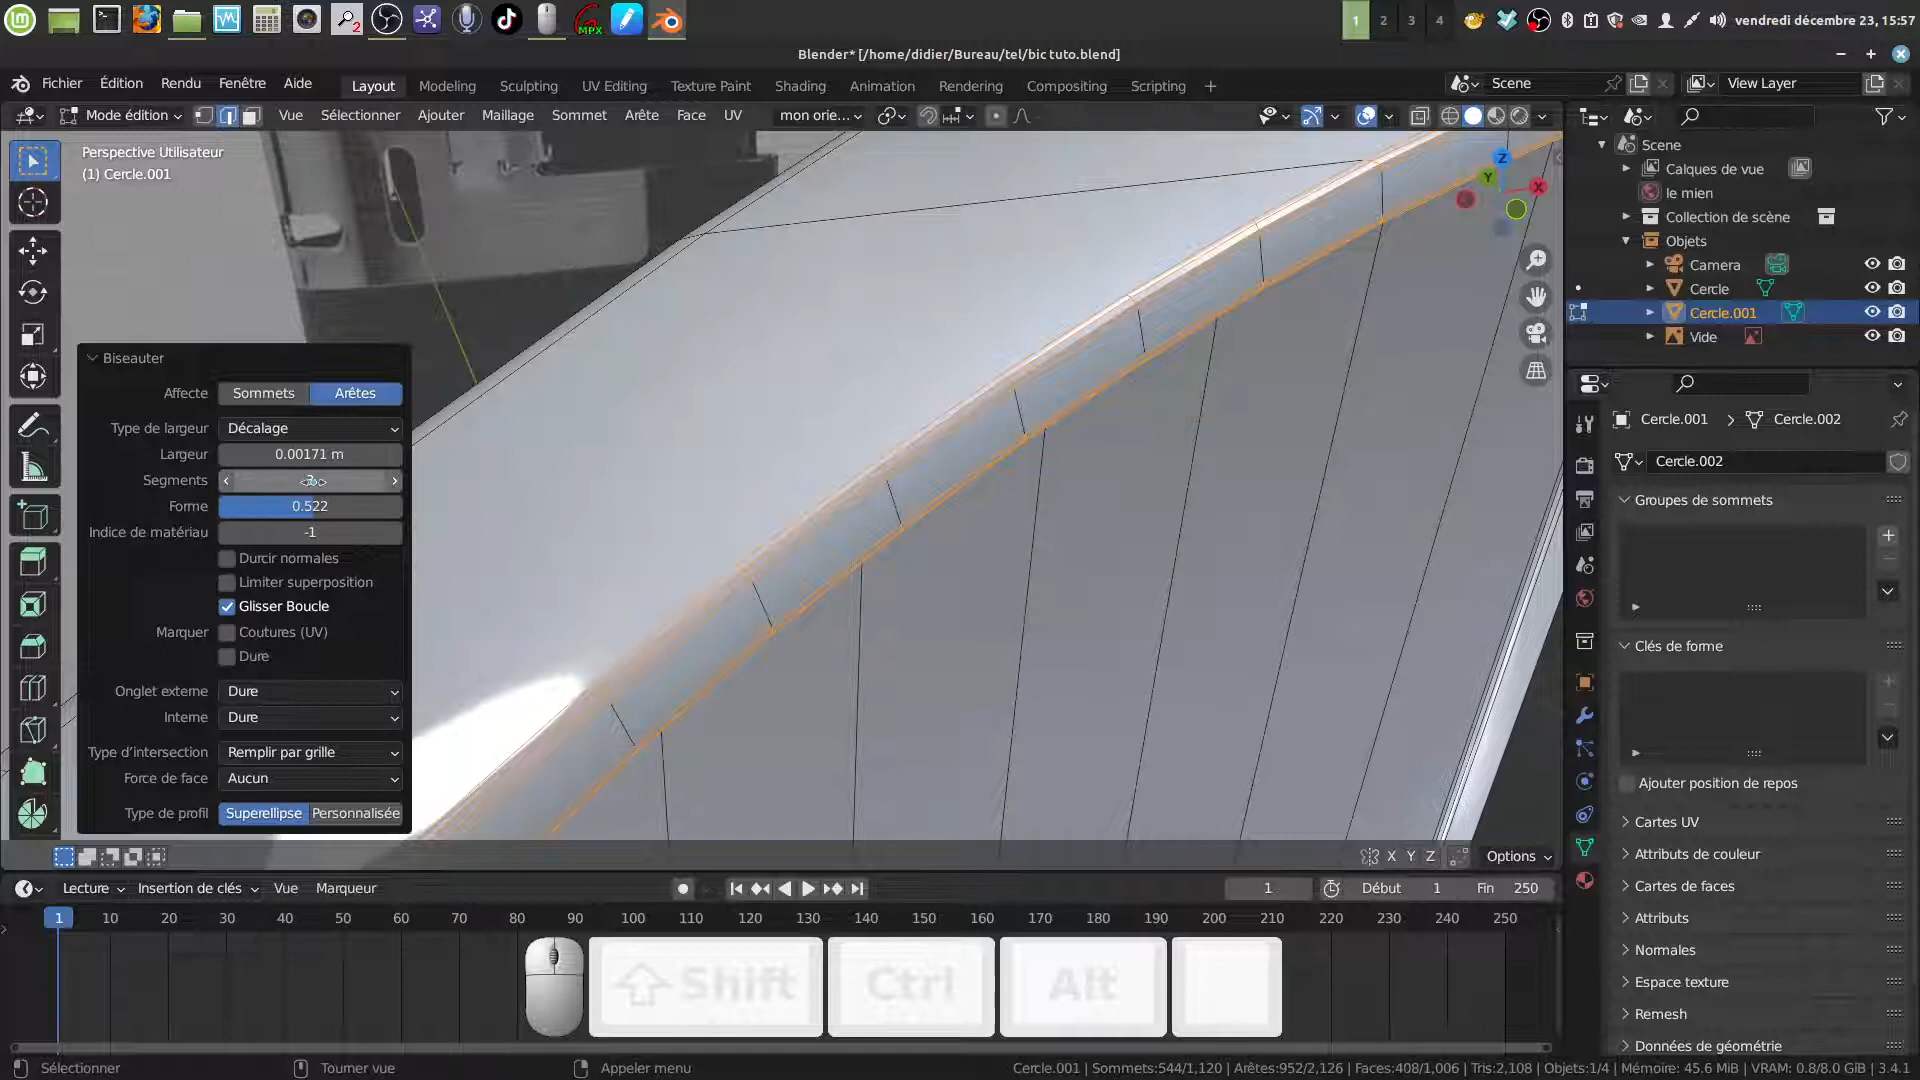 vendredi décembre 23, 15:57
1 2 3 4
MPX
2
Blender* [/home/didier/Bureau/tel/bic tuto.blend]
Fichier Édition Rendu Fenêtre Aide
Layout Modeling Sculpting UV Editing Texture Paint Shading Animation Rendering Compositing Scripting +
Scene View Layer
Mode édition Vue Sélectionner Ajouter Maillage Sommet Arête Face UV mon orie...
Perspective Utilisateur
(1) Cercle.001
Z
Y
X
Biseauter
Affecte Sommets Arêtes
Type de largeur Décalage
Largeur 0.00171 m
Segments
Forme 0.522
Indice de matériau -1
Durcir normales
Limiter superposition
Glisser Boucle
Marquer Coutures (UV)
Dure
Onglet externe Dure
Interne Dure
Type d'intersection Remplir par grille
Force de face Aucun
Type de profil Superellipse Personnalisée
X Y Z Options
Scene
Calques de vue
le mien
Collection de scène
Objets
Camera
Cercle
Cercle.001
Vide
Cercle.001 Cercle.002
Cercle.002
Groupes de sommets
Clés de forme
Ajouter position de repos
Cartes UV
Attributs de couleur
Cartes de faces
Attributs
Normales
Espace texture
Remesh
Données de géométrie
Lecture Insertion de clés Vue Marqueur
1 Début 1 Fin 250
1 10 20 30 40 50 60 70 80 90 100 110 120 130 140 150 160 170 180 190 200 210 220 230 240 250
Shift Ctrl Alt
Sélectionner Tourner vue Appeler menu
Cercle.001 | Sommets:544/1,120 | Arêtes:952/2,126 | Faces:408/1,006 | Tris:2,108 | Objets:1/4 | Mémoire: 45.6 MiB | VRAM: 0.8/8.0 GiB | 3.4.1